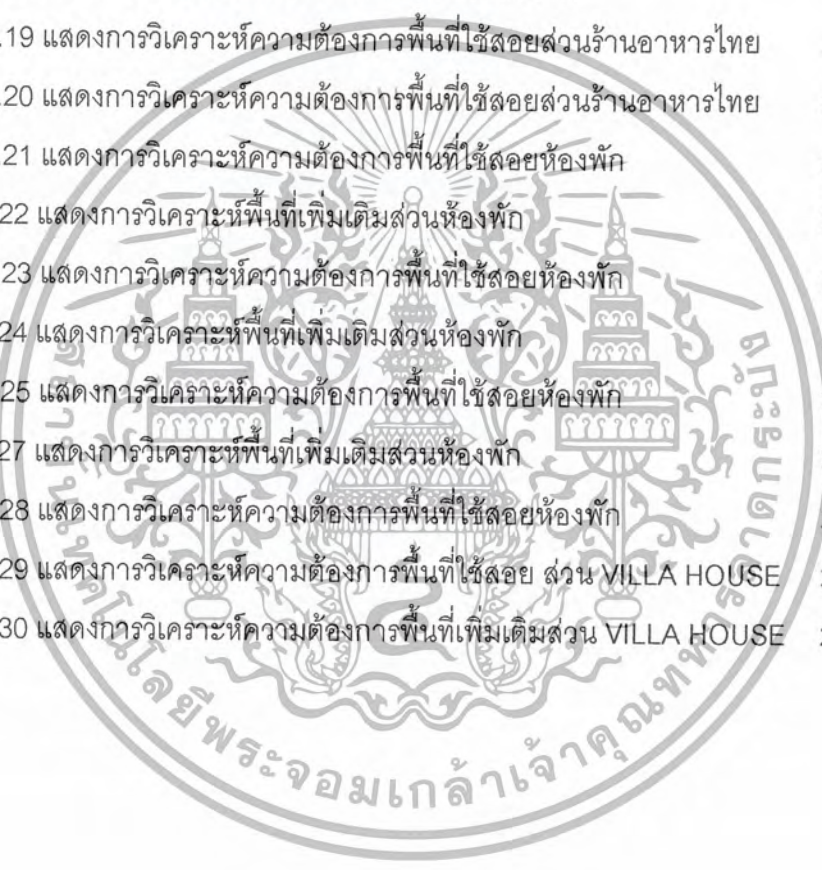 .19 แสดงการวิเคราะห์ความต้องการพื้นที่ใช้สอยส่วนร้านอาหารไทย
.20 แสดงการวิเคราะห์ความต้องการพื้นที่ใช้สอยส่วนร้านอาหารไทย
.21 แสดงการวิเคราะห์ความต้องการพื้นที่ใช้สอยห้องพัก
22 แสดงการวิเคราะห์พื้นที่เพิ่มเติมส่วนห้องพัก
23 แสดงการวิเคราะห์ความต้องการพื้นที่ใช้สอยห้องพัก
24 แสดงการวิเคราะห์พื้นที่เพิ่มเติมส่วนห้องพัก
25 แสดงการวิเคราะห์ความต้องการพื้นที่ใช้สอยห้องพัก
27 แสดงการวิเคราะห์พื้นที่เพิ่มเติมส่วนห้องพัก
28 แสดงการวิเคราะห์ความต้องการพื้นที่ใช้สอยห้องพัก
29 แสดงการวิเคราะห์ความต้องการพื้นที่ใช้สอย ส่วน VILLA HOUSE
30 แสดงการวิเคราะห์ความต้องการพื้นที่เพิ่มเติมส่วน VILLA HOUSE
สถาบันเทคโนโลยีพระจอมเกล้าเจ้าคุณทหารลาดกระบัง